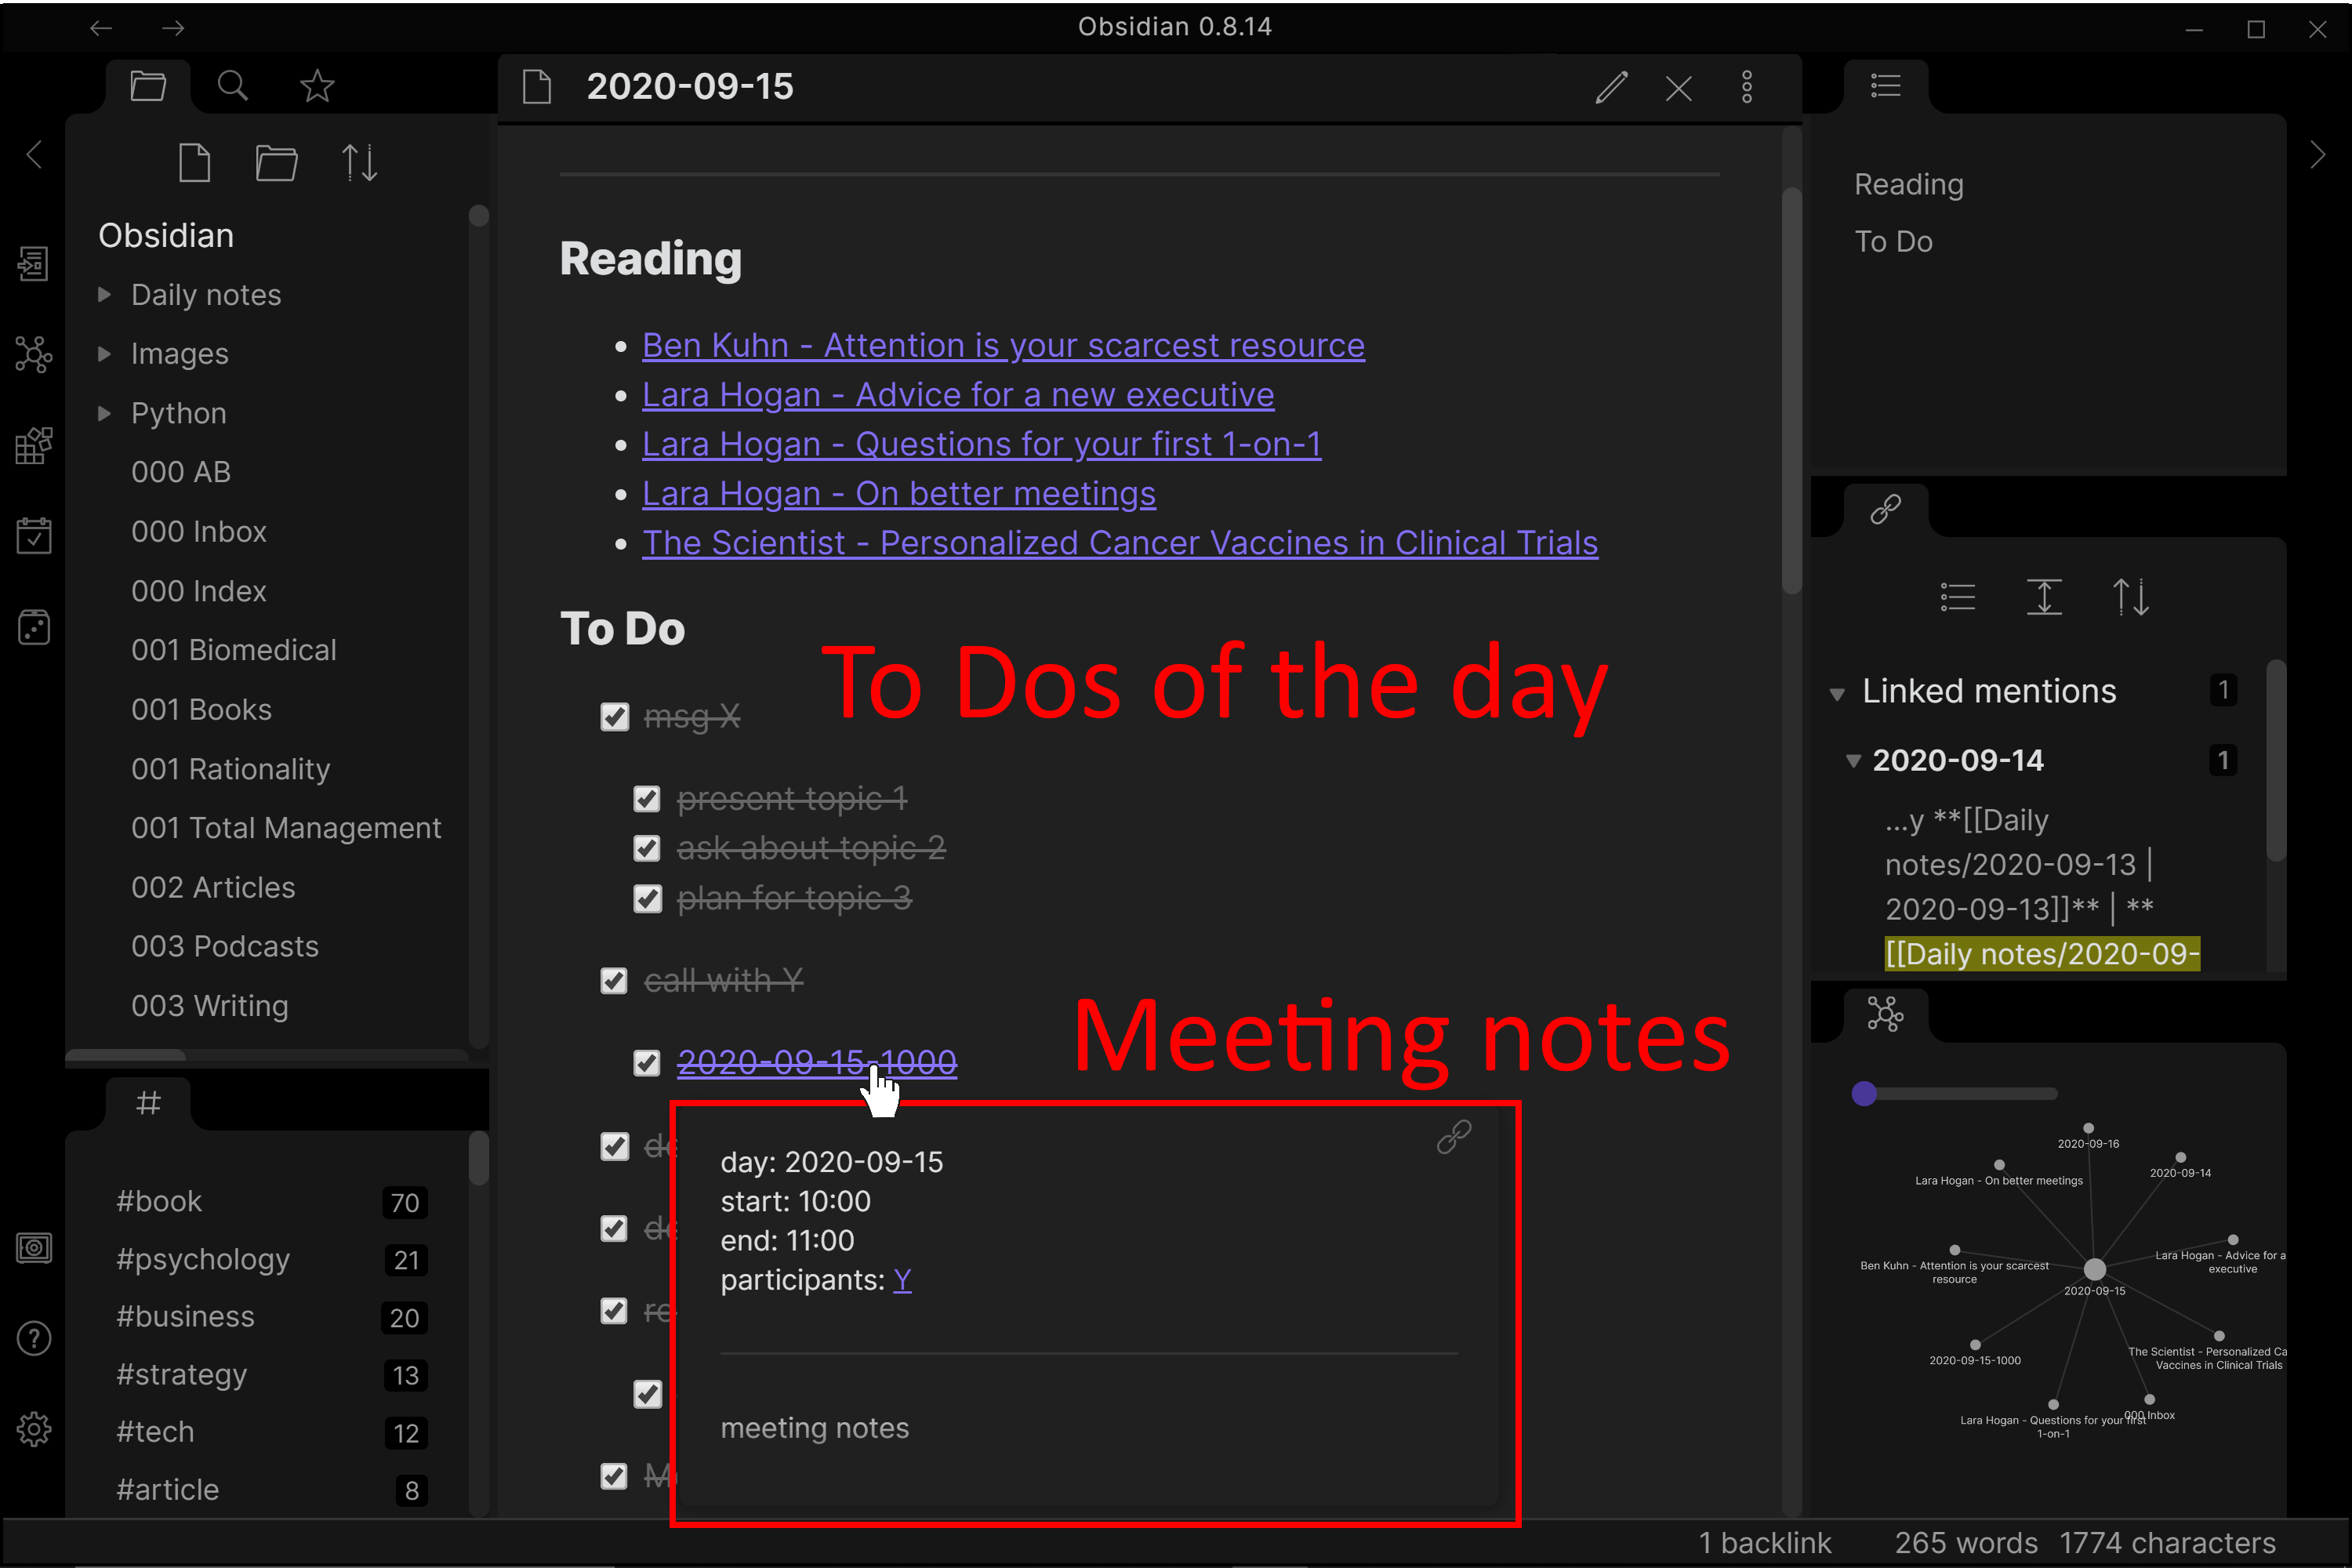 Obsidian 0.8.14
2020-09-15
Obsidian
Daily notes
Images
Python
000 AB
000 Inbox
000 Index
001 Biomedical
001 Books
001 Rationality
001 Total Management
002 Articles
003 Podcasts
003 Writing
#
#book 70
#psychology 21
#business 20
#strategy 13
#tech 12
#article 8
Reading
Ben Kuhn - Attention is your scarcest resource
Lara Hogan - Advice for a new executive
Lara Hogan - Questions for your first 1-on-1
Lara Hogan - On better meetings
The Scientist - Personalized Cancer Vaccines in Clinical Trials
To Do
To Dos of the day
msg X
present topic 1
ask about topic 2
plan for topic 3
call with Y
Meeting notes
2020-09-15-1000
day: 2020-09-15
start: 10:00
end: 11:00
participants: Y
meeting notes
Reading
To Do
Linked mentions 1
2020-09-14 1
...y **[[Daily
notes/2020-09-13 |
2020-09-13]]** | **
[[Daily notes/2020-09-
2020-09-16
2020-09-14
Lara Hogan - On better meetings
Lara Hogan - Advice for a
executive
Ben Kuhn - Attention is your scarcest
resource
2020-09-15
The Scientist - Personalized Ca
Vaccines in Clinical Trials
2020-09-15-1000
000 Inbox
Lara Hogan - Questions for your first
1-on-1
1 backlink 265 words 1774 characters